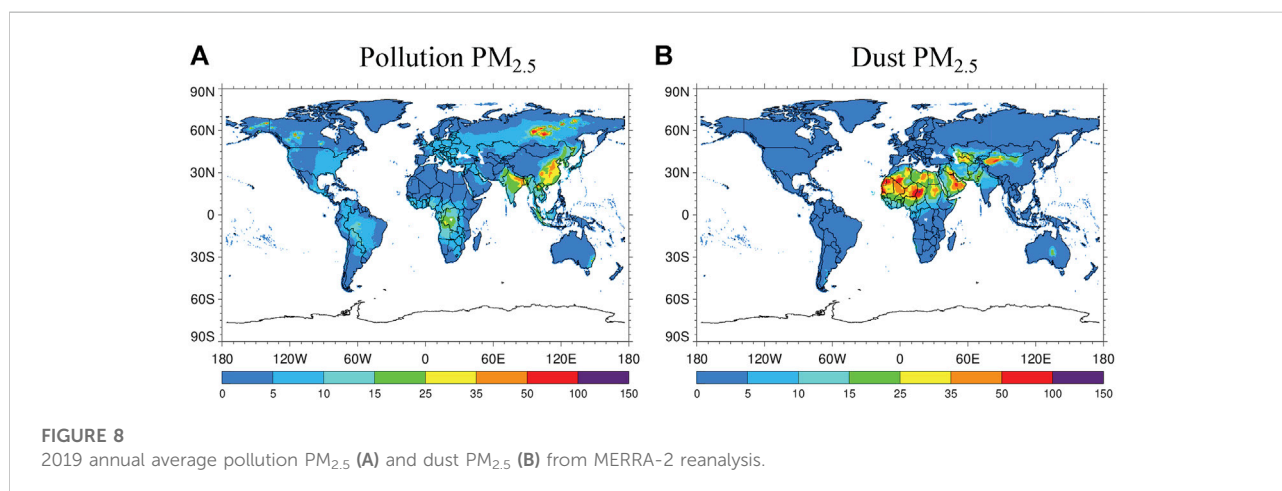 A Pollution PM2.5
B Dust PM2.5
90N
60N
30N
0
30S
60S
90S
180 120W 60W 0 60E 120E 180
0 5 10 15 25 35 50 100 150
90N
60N
30N
0
30S
60S
90S
180 120W 60W 0 60E 120E 180
0 5 10 15 25 35 50 100 150
FIGURE 8
2019 annual average pollution PM2.5 (A) and dust PM2.5 (B) from MERRA-2 reanalysis.